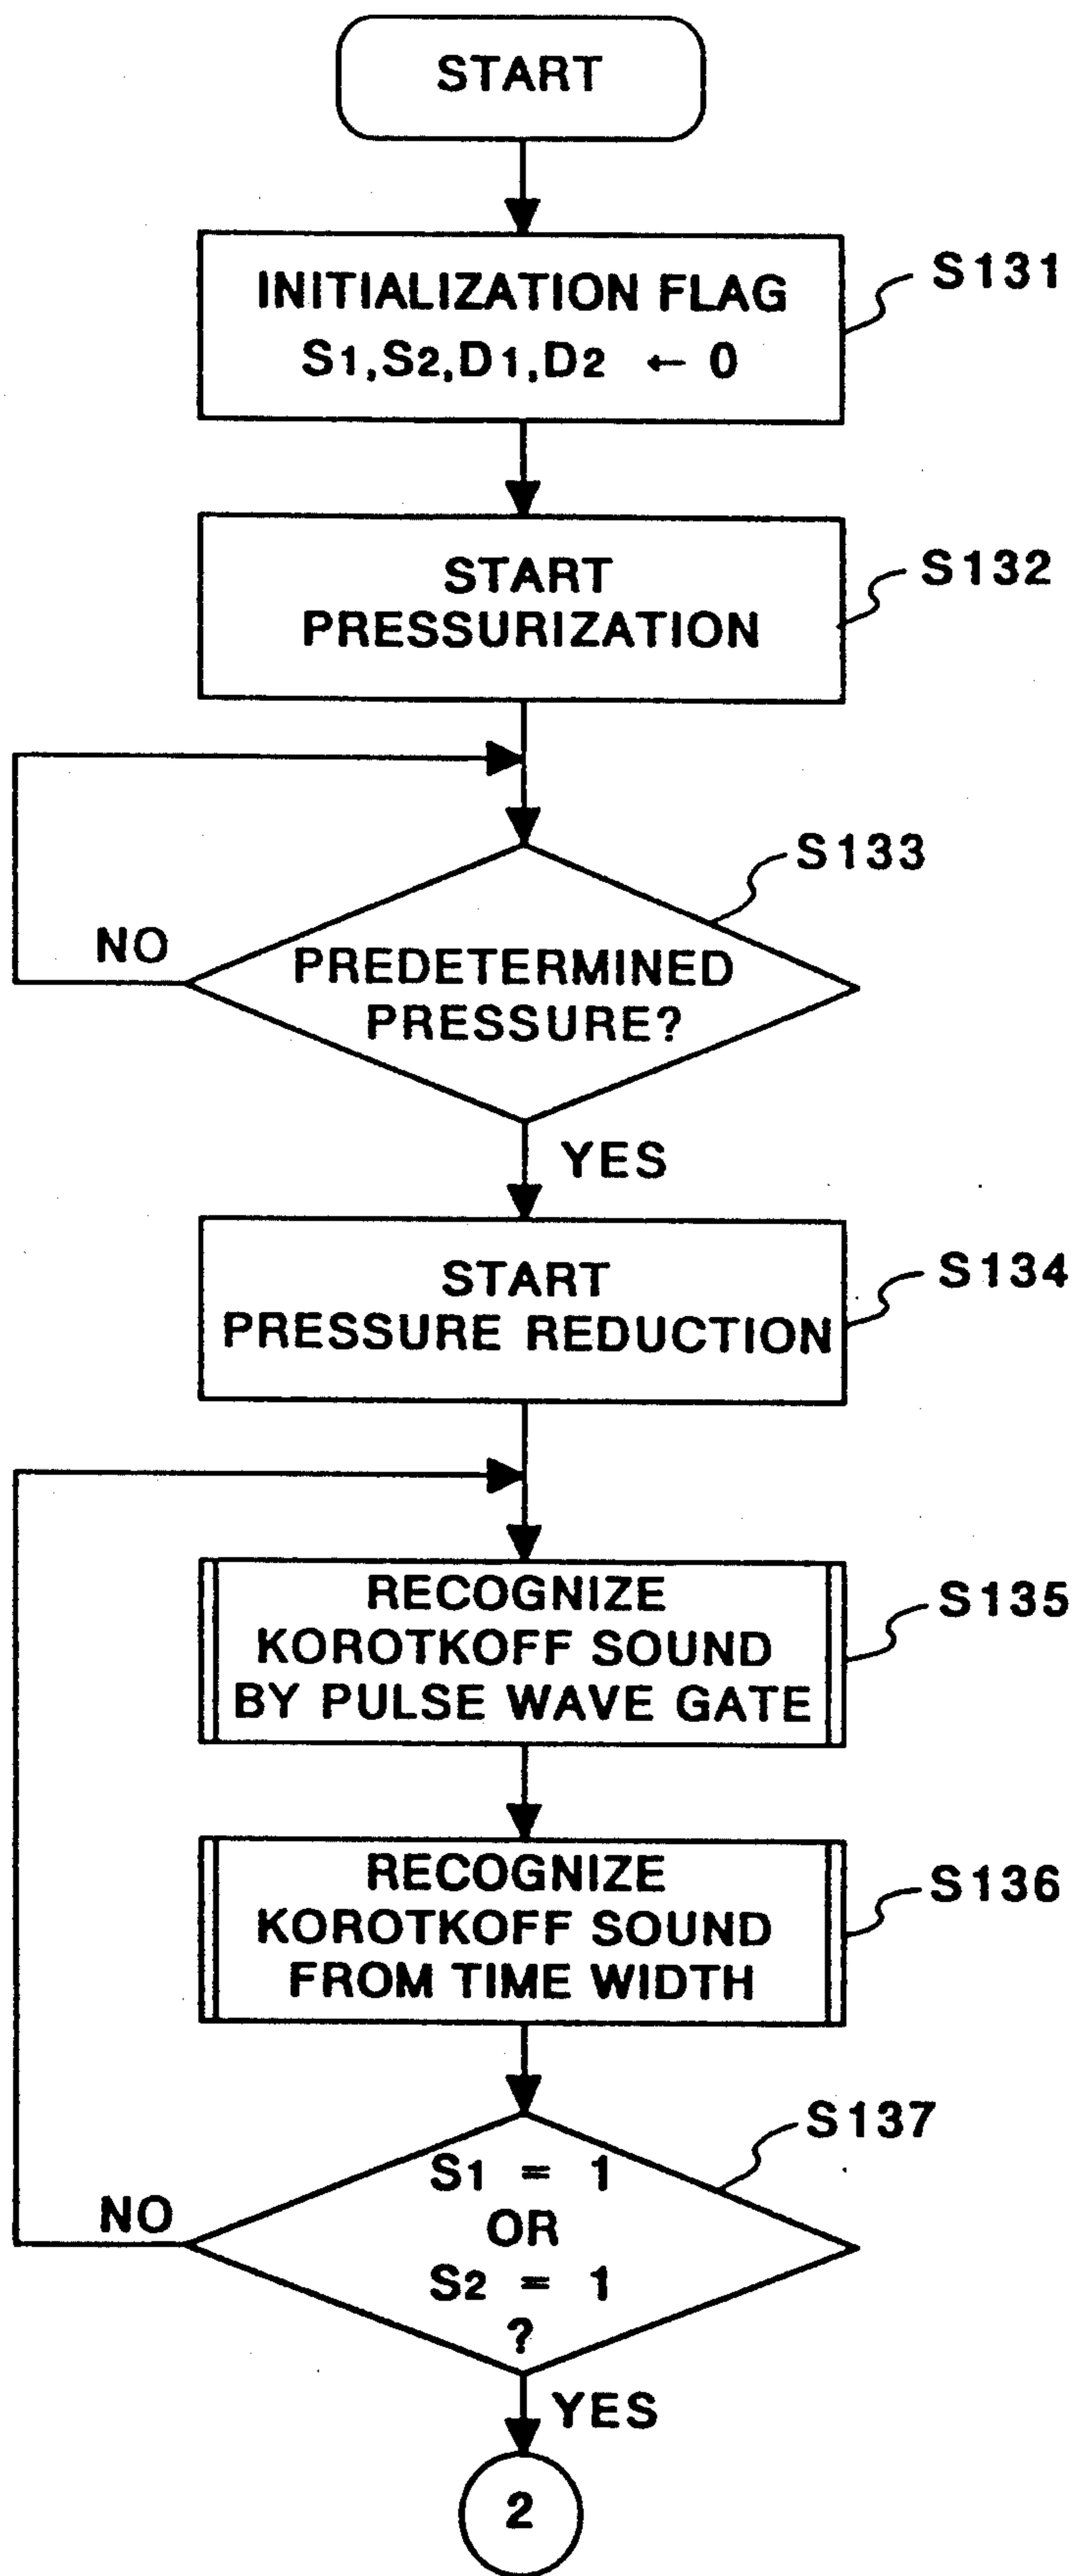 START
INITIALIZATION FLAG
S1,S2,D1,D2 ← 0
S131
START
PRESSURIZATION
S132
S133
NO
PREDETERMINED
PRESSURE?
YES
START
PRESSURE REDUCTION
S134
RECOGNIZE
KOROTKOFF SOUND
BY PULSE WAVE GATE
S135
RECOGNIZE
KOROTKOFF SOUND
FROM TIME WIDTH
S136
S137
NO
S1 = 1
OR
S2 = 1
?
YES
2